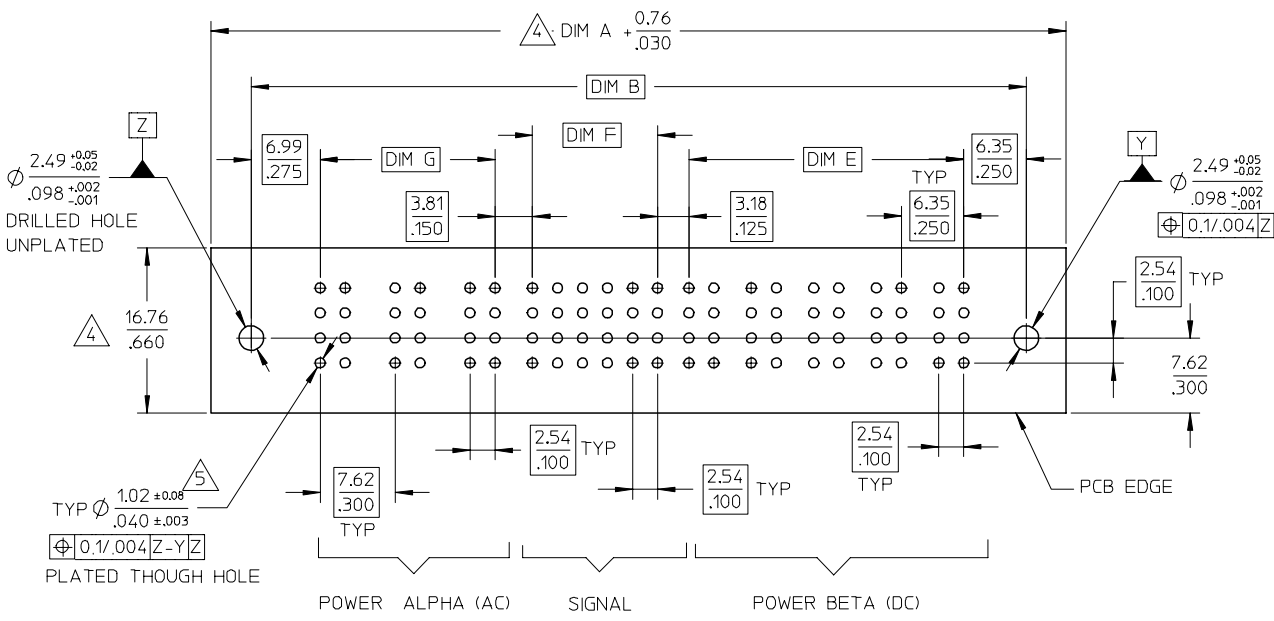 4 DIM A + 0.76
.030
DIM B
Z
DIM F
Y
6.99
.275
DIM G
DIM E
6.35
.250
Ø 2.49 +0.05 -0.02
.098 +.002 -.001
DRILLED HOLE
UNPLATED
Ø 2.49 +0.05 -0.02
.098 +.002 -.001
⌖ 0.1/.004 Z
3.81
.150
3.18
.125
TYP
6.35
.250
2.54
.100 TYP
4 16.76
.660
7.62
.300
5
TYP Ø 1.02 ±0.08
.040 ±.003
⌖ 0.1/.004 Z-Y Z
PLATED THOUGH HOLE
7.62
.300
TYP
2.54
.100 TYP
2.54
.100 TYP
2.54
.100
TYP
PCB EDGE
POWER ALPHA (AC)
SIGNAL
POWER BETA (DC)